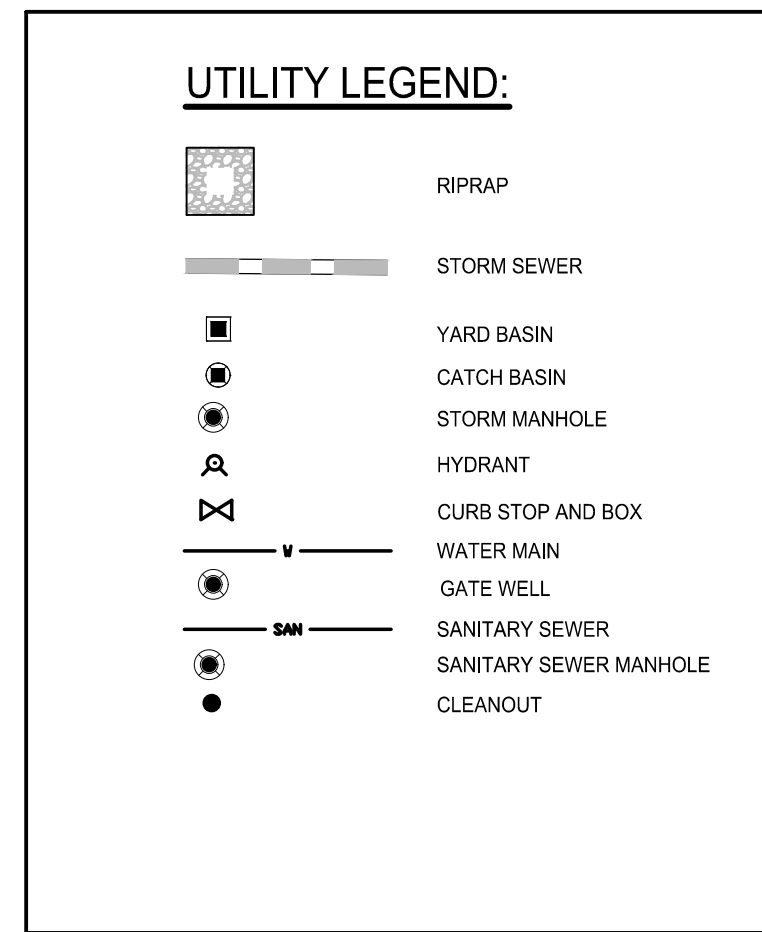 UTILITY LEGEND:
RIPRAP
STORM SEWER
YARD BASIN
CATCH BASIN
STORM MANHOLE
HYDRANT
CURB STOP AND BOX
W WATER MAIN
GATE WELL
SAN SANITARY SEWER
SANITARY SEWER MANHOLE
CLEANOUT